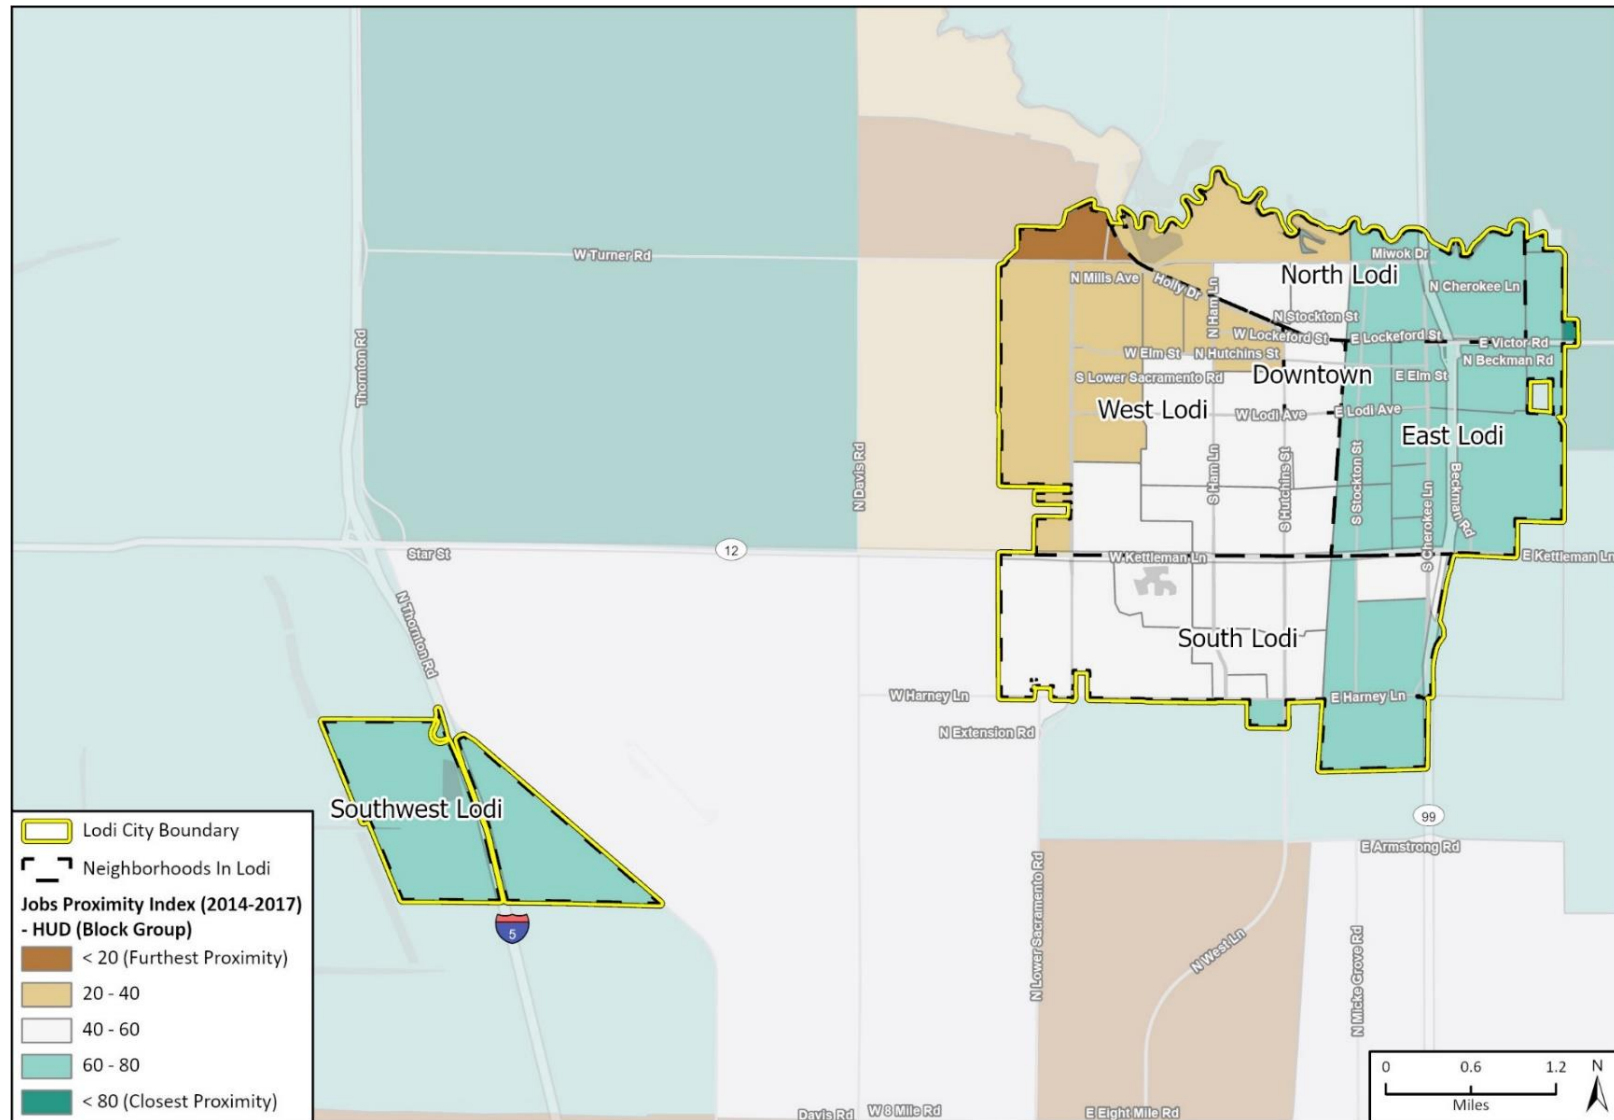 W Turner Rd
Miwok Dr
North Lodi
N Mills Ave
Holly Dr
N Ham Ln
N Cherokee Ln
N Stockton St
W Lockeford St
E Lockeford St
E Victor Rd
W Elm St
N Hutchins St
N Beckman Rd
Thornton Rd
S Lower Sacramento Rd
Downtown
E Elm St
West Lodi
W Lodi Ave
E Lodi Ave
East Lodi
N Davis Rd
S Ham Ln
S Hutchins St
S Stockton St
S Cherokee Ln
Beckman Rd
Star St
12
W Kettleman Ln
E Kettleman Ln
N Thornton Rd
South Lodi
W Harney Ln
E Harney Ln
N Extension Rd
Southwest Lodi
99
E Armstrong Rd
N Lower Sacramento Rd
N West Ln
N Micke Grove Rd
5
Davis Rd
W 8 Mile Rd
E Eight Mile Rd
Lodi City Boundary
Neighborhoods In Lodi
Jobs Proximity Index (2014-2017)
- HUD (Block Group)
< 20 (Furthest Proximity)
20 - 40
40 - 60
60 - 80
< 80 (Closest Proximity)
0 0.6 1.2
Miles
N